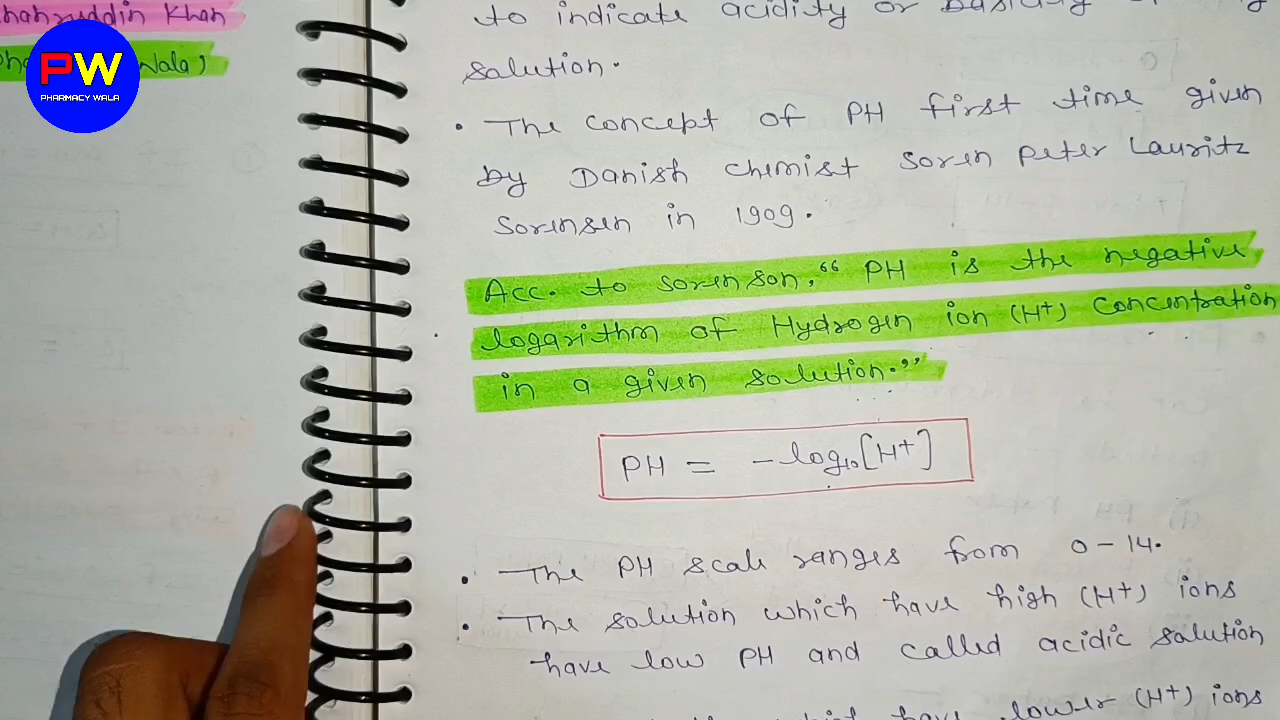 Khan
PW
PHARMACY WALA
Wala)
to indicate acidity or
solution.
• The concept of PH first time given
by Danish chemist Soren Peter Lauritz
Sorensen in 1909.
Acc. to Sorenson, "PH is the negative
logarithm of Hydrogen ion (H+) Concentration
in a given solution."
PH = -log10[H+]
• The PH scale ranges from 0-14.
• The solution which have high (H+) ions
have low PH and called acidic solution
have lower (H+) ions